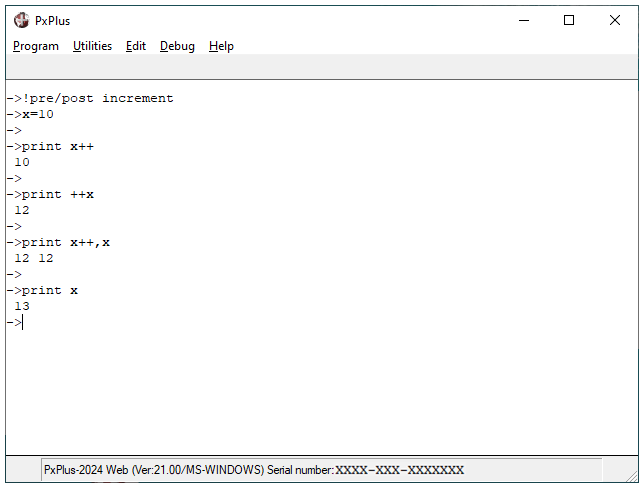 PxPlus
Program Utilities Edit Debug Help
->!pre/post increment
->x=10
->
->print x++
10
->
->print ++x
12
->
->print x++,x
12 12
->
->print x
13
->
PxPlus-2024 Web (Ver:21.00/MS-WINDOWS) Serial number:XXXX-XXX-XXXXXXX